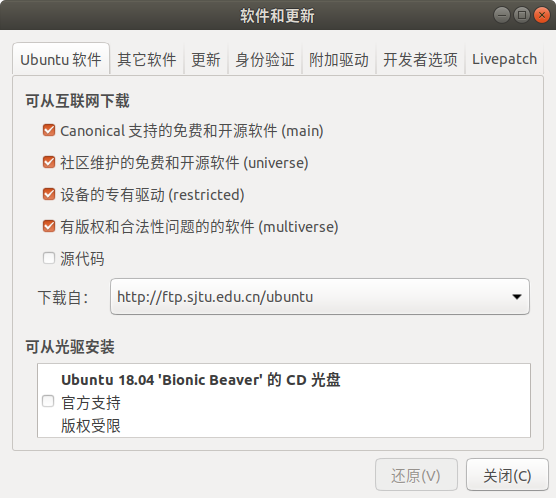 软件和更新
Ubuntu 软件 其它软件 更新 身份验证 附加驱动 开发者选项 Livepatch
可从互联网下载
Canonical 支持的免费和开源软件 (main)
社区维护的免费和开源软件 (universe)
设备的专有驱动 (restricted)
有版权和合法性问题的的软件 (multiverse)
源代码
下载自： http://ftp.sjtu.edu.cn/ubuntu
可从光驱安装
Ubuntu 18.04 'Bionic Beaver' 的 CD 光盘
官方支持
版权受限
还原(V) 关闭(C)